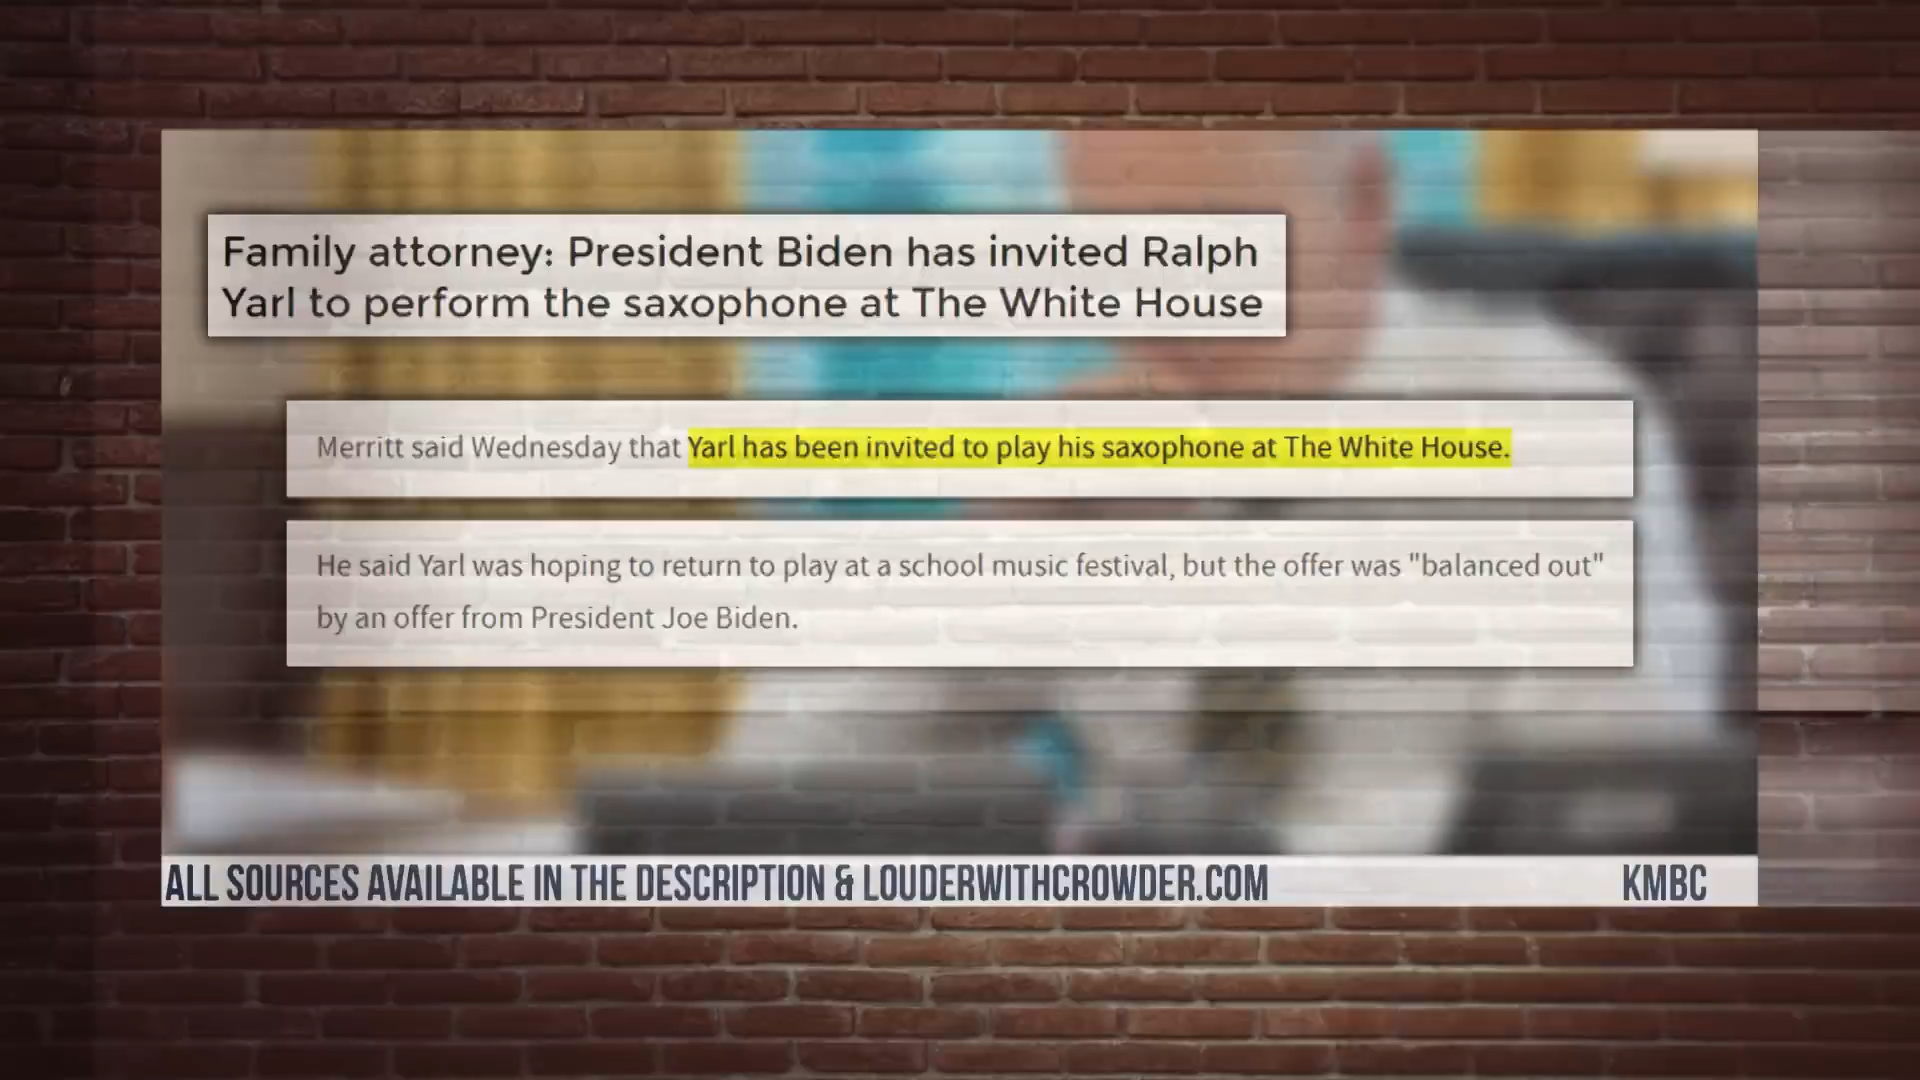 Family attorney: President Biden has invited Ralph
Yarl to perform the saxophone at The White House
Merritt said Wednesday that Yarl has been invited to play his saxophone at The White House.
He said Yarl was hoping to return to play at a school music festival, but the offer was "balanced out"
by an offer from President Joe Biden.
ALL SOURCES AVAILABLE IN THE DESCRIPTION & LOUDERWITHCROWDER.COM
KMBC